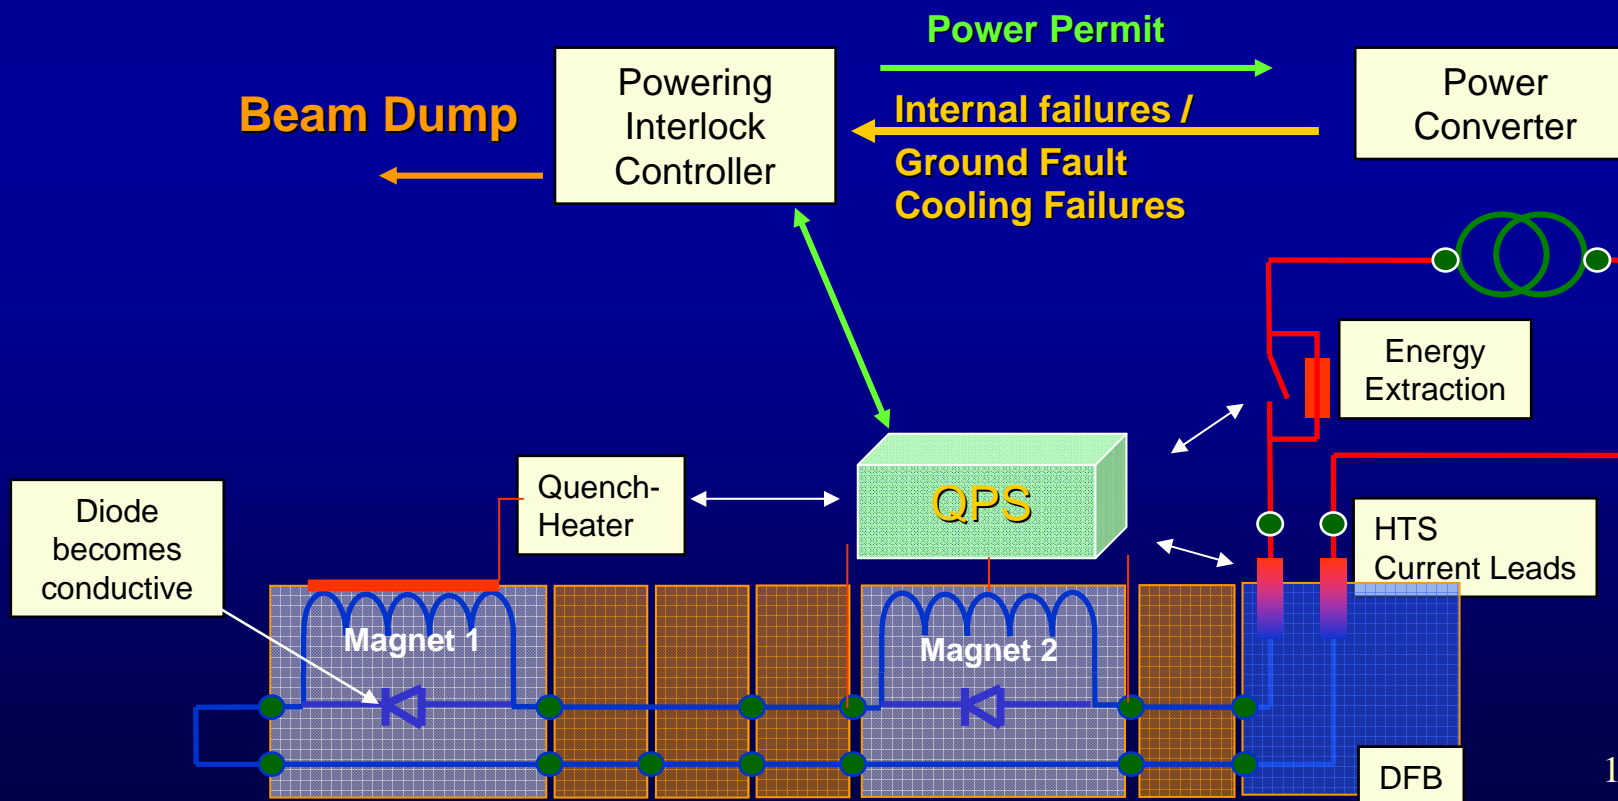 Power Permit
Powering
Interlock
Controller
Power
Converter
Beam Dump
Internal failures /
Ground Fault
Cooling Failures
Energy
Extraction
Quench-
Heater
QPS
Diode
becomes
conductive
HTS
Current Leads
Magnet 1
Magnet 2
DFB
1